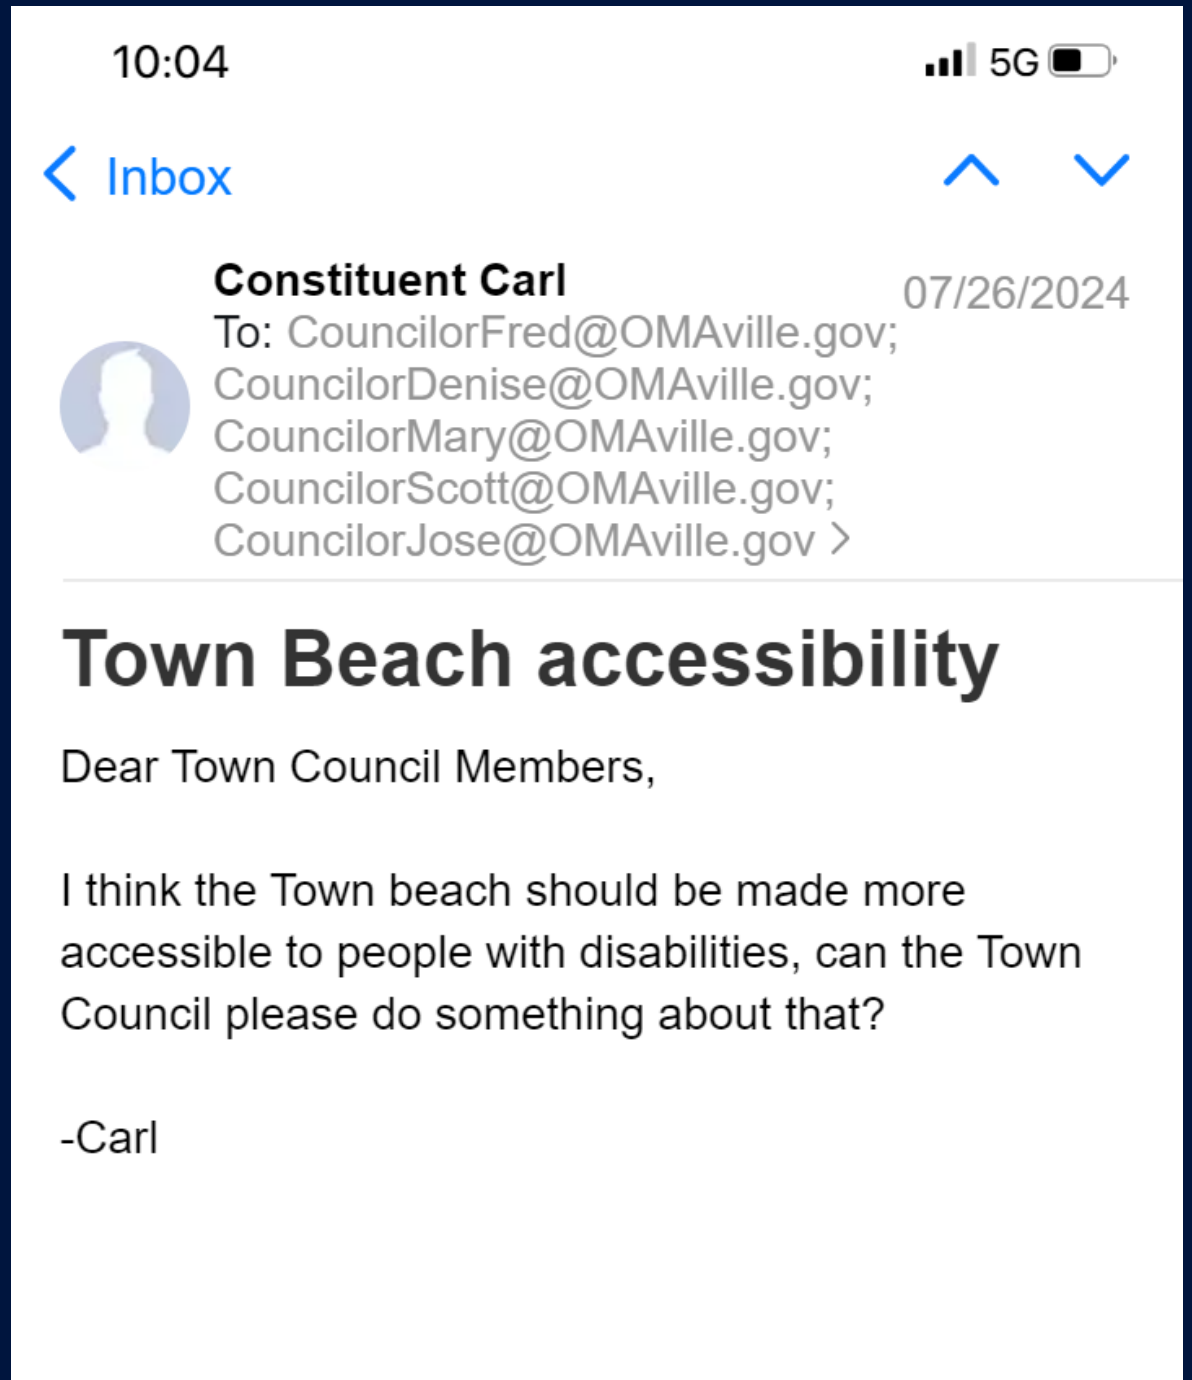 10:04 5G
Inbox
Constituent Carl 07/26/2024
To: CouncilorFred@OMAville.gov;
CouncilorDenise@OMAville.gov;
CouncilorMary@OMAville.gov;
CouncilorScott@OMAville.gov;
CouncilorJose@OMAville.gov
Town Beach accessibility
Dear Town Council Members,
I think the Town beach should be made more
accessible to people with disabilities, can the Town
Council please do something about that?
-Carl